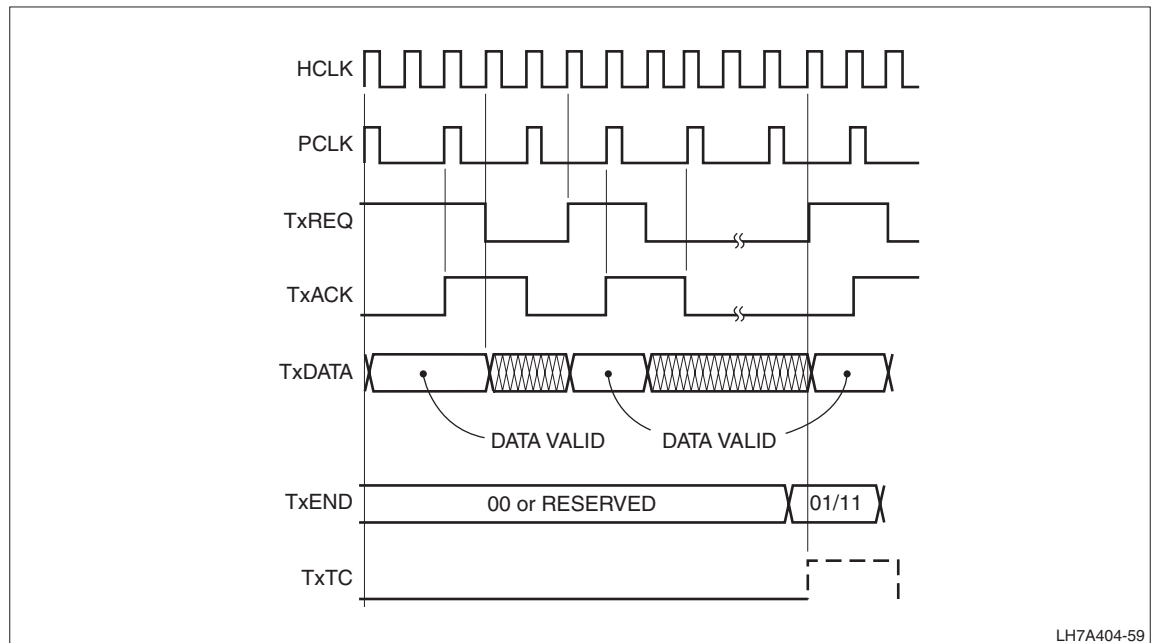 HCLK
PCLK
TxREQ
TxACK
TxDATA
DATA VALID DATA VALID
TxEND 00 or RESERVED 01/11
TxTC
LH7A404-59